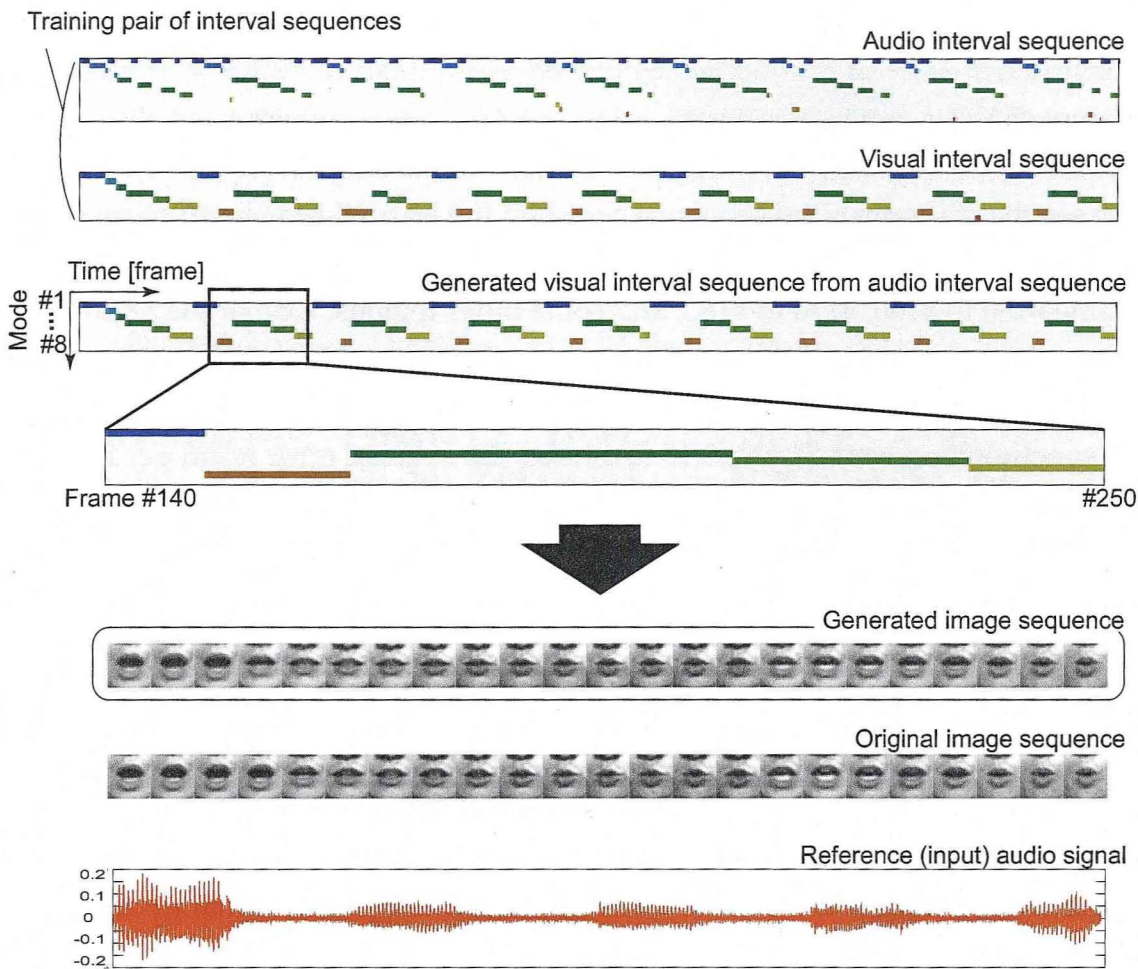 Training pair of interval sequences
Audio interval sequence
Visual interval sequence
Time [frame]
Generated visual interval sequence from audio interval sequence
Mode
#1
#8
Frame #140
#250
Generated image sequence
Original image sequence
Reference (input) audio signal
0.2
0.1
0
-0.1
-0.2